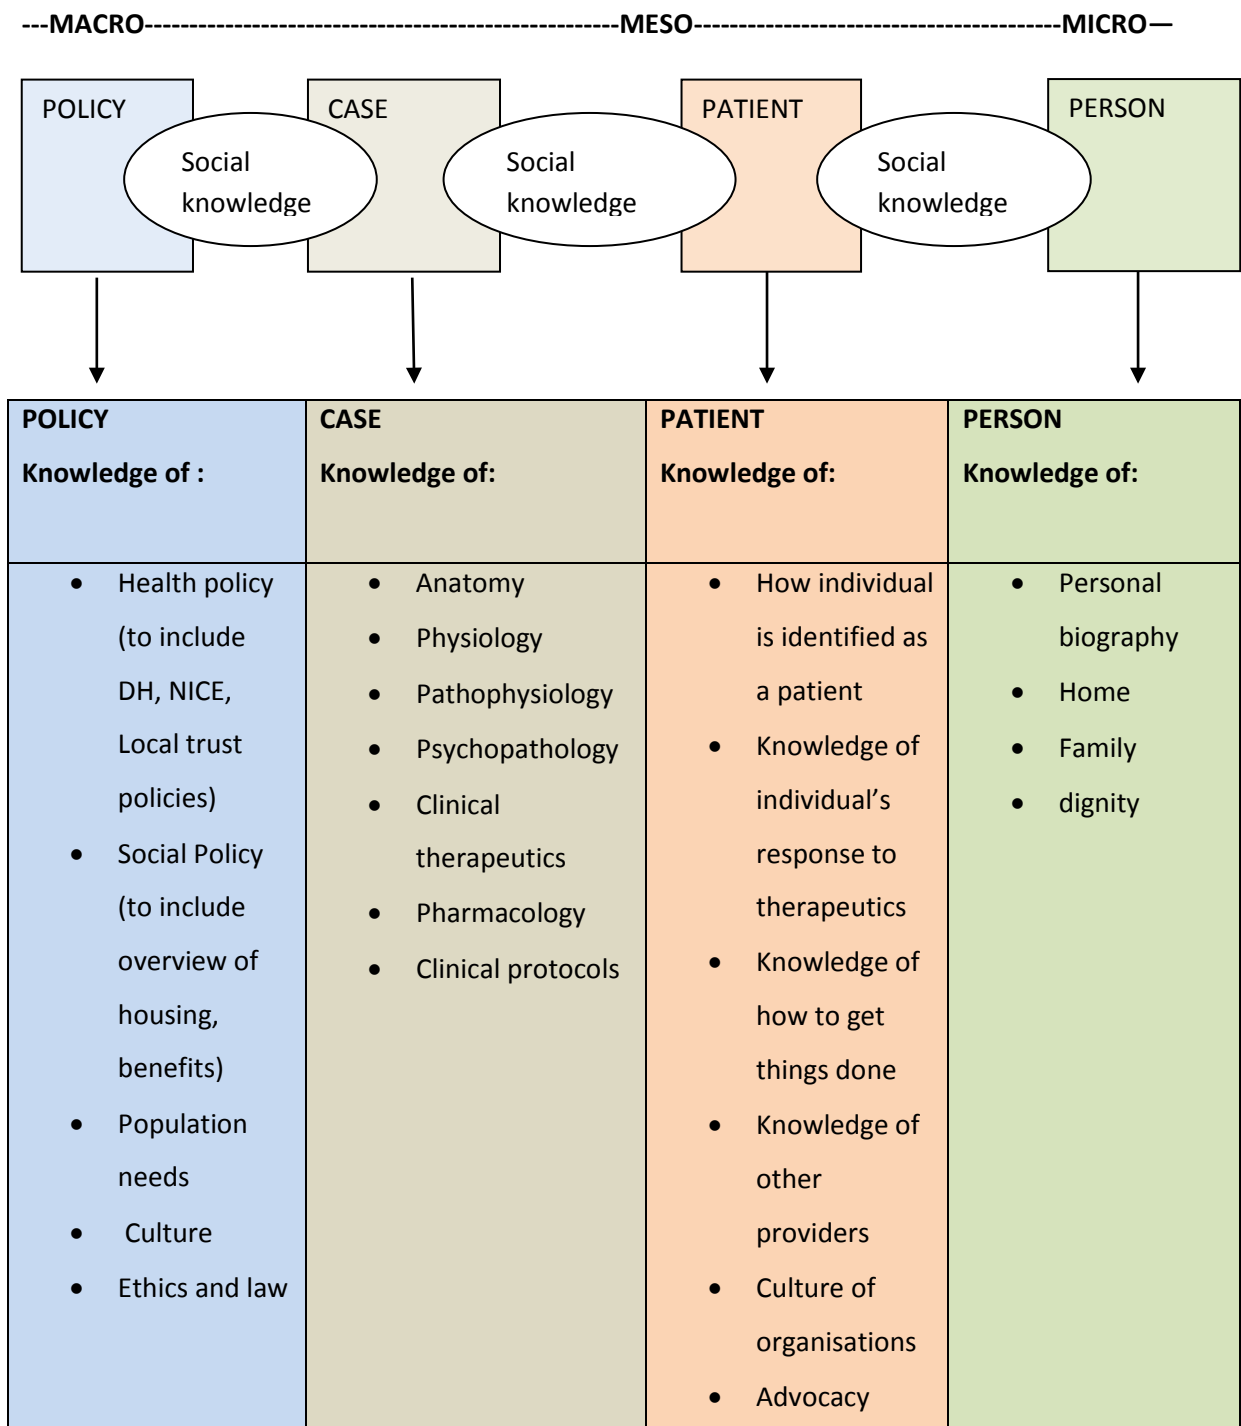 ---MACRO-----------------------------------------------MESO-------------------------------------MICRO—
POLICY
CASE
PATIENT
PERSON
Social
knowledge
Social
knowledge
Social
knowledge
POLICY
Knowledge of :
CASE
Knowledge of:
PATIENT
Knowledge of:
PERSON
Knowledge of:
• Health policy
(to include
DH, NICE,
Local trust
policies)
• Social Policy
(to include
overview of
housing,
benefits)
• Population
needs
• Culture
• Ethics and law
• Anatomy
• Physiology
• Pathophysiology
• Psychopathology
• Clinical
therapeutics
• Pharmacology
• Clinical protocols
• How individual
is identified as
a patient
• Knowledge of
individual’s
response to
therapeutics
• Knowledge of
how to get
things done
• Knowledge of
other
providers
• Culture of
organisations
• Advocacy
• Personal
biography
• Home
• Family
• dignity